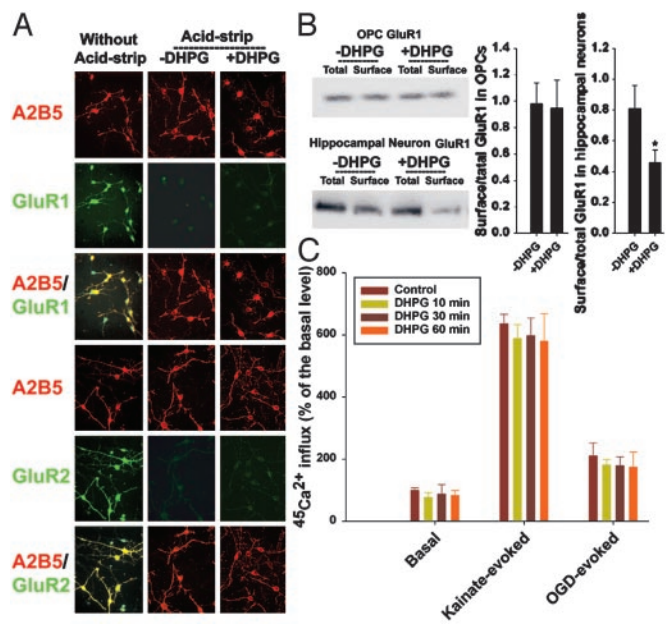 A
Without
Acid-strip
Acid-strip
-DHPG
+DHPG
A2B5
GluR1
A2B5/
GluR1
A2B5
GluR2
A2B5/
GluR2
B
OPC GluR1
-DHPG
+DHPG
Total
Surface
Total
Surface
Hippocampal Neuron GluR1
-DHPG
+DHPG
Total
Surface
Total
Surface
Surface/tatal GluR1 in OPCs
1.4
1.2
1.0
0.8
0.6
0.4
0.2
0.0
-DHPG
+DHPG
Surface/total GluR1 in hippocampal neurons
1.2
1.0
0.8
0.6
0.4
0.2
0.0
*
-DHPG
+DHPG
C
45Ca2+ influx (% of the basal level)
800
600
400
200
0
Control
DHPG 10 min
DHPG 30 min
DHPG 60 min
Basal
Kainate-evoked
OGD-evoked